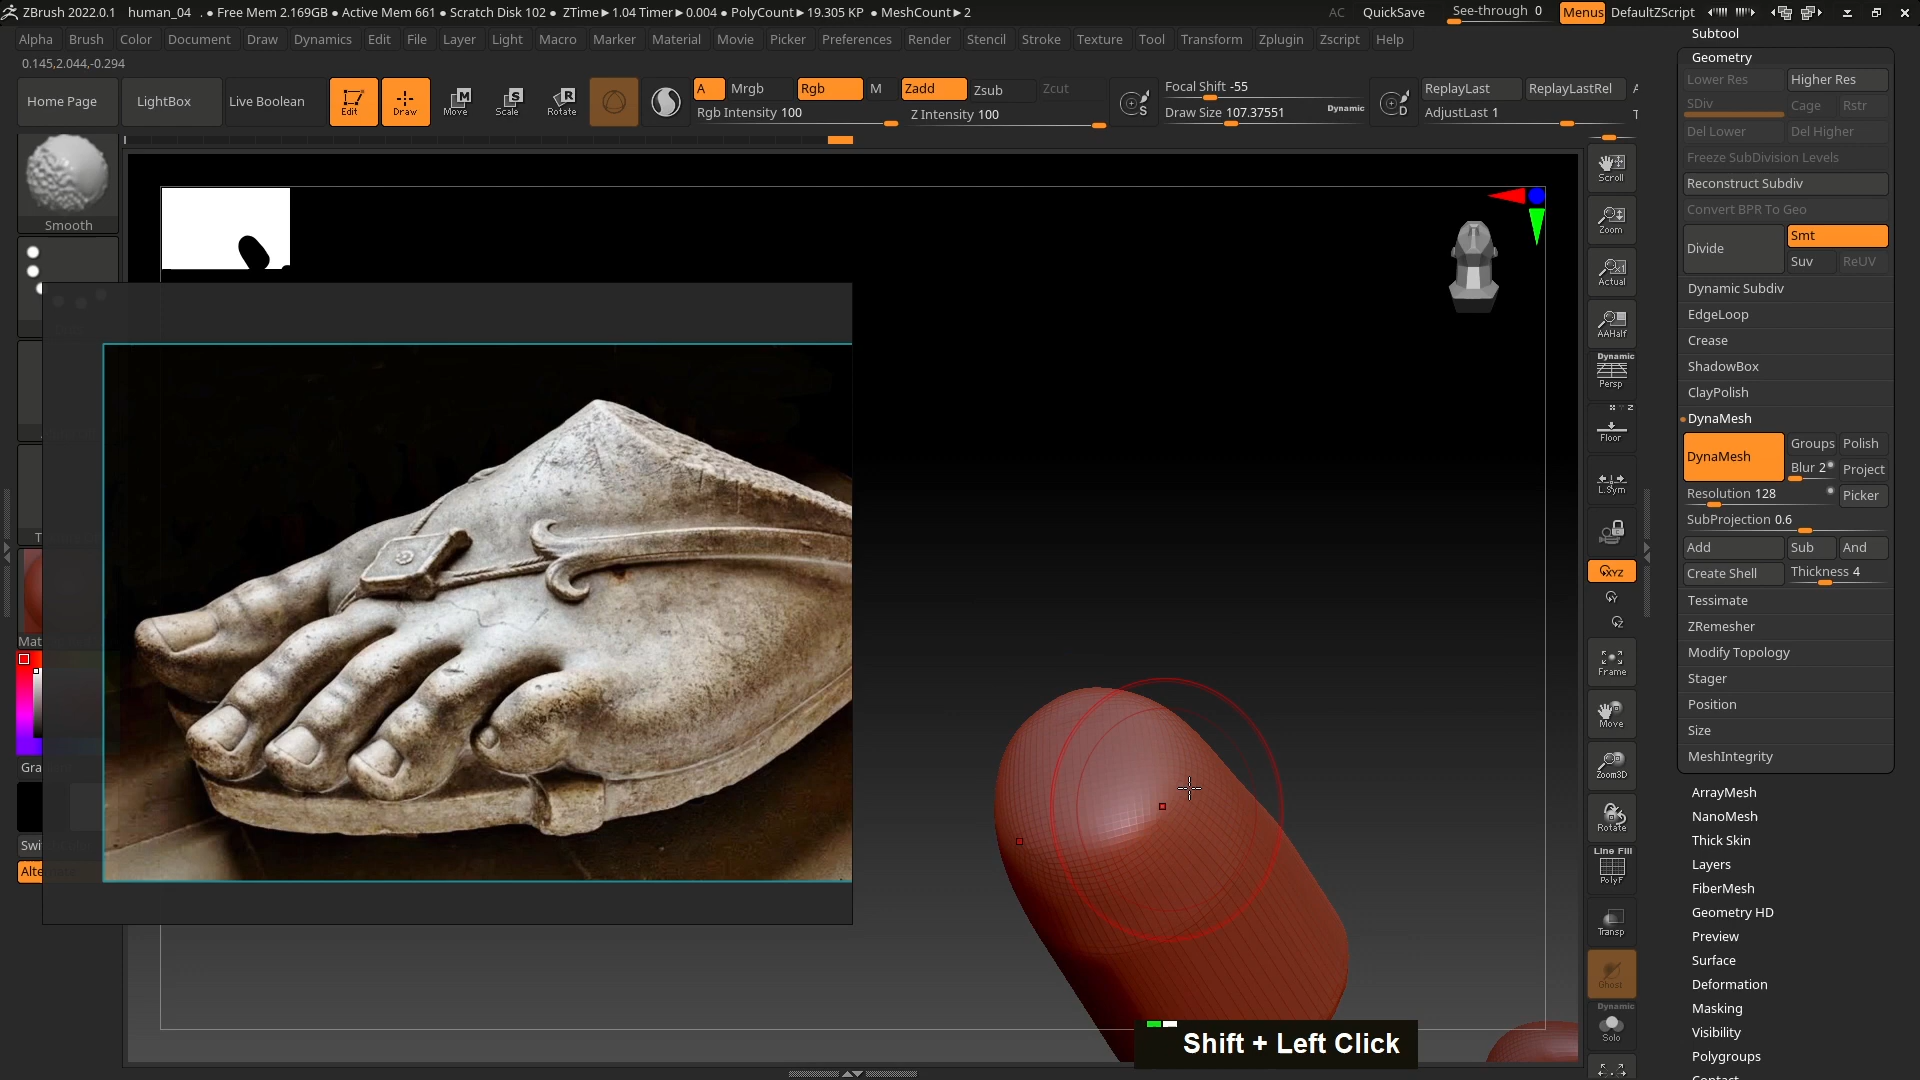 ZBrush 2022.0.1 human_04 . ● Free Mem 2.169GB ● Active Mem 661 ● Scratch Disk 102 ● ZTime►1.04 Timer►0.004 ● PolyCount►19.305 KP ● MeshCount►2 AC QuickSave See-through 0 Menus DefaultZScript
Alpha Brush Color Document Draw Dynamics Edit File Layer Light Macro Marker Material Movie Picker Preferences Render Stencil Stroke Texture Tool Transform Zplugin Zscript Help
0.145,2.044,-0.294
Home Page LightBox Live Boolean Edit Draw Move Scale Rotate
A Mrgb Rgb M Zadd Zsub Zcut
Rgb Intensity 100 Z Intensity 100
S Focal Shift -55
Draw Size 107.37551 Dynamic
D ReplayLast ReplayLastRel A
AdjustLast 1 T
Smooth
T
Mat
Gra
Swi
Alternate
Scroll
Zoom
Actual
AAHalf
Dynamic
Persp
Floor
L.Sym
XYZ
Y
Z
Frame
Move
Zoom3D
Rotate
Line Fill
PolyF
Transp
Ghost
Dynamic
Solo
Subtool
Geometry
Lower Res Higher Res
SDiv Cage Rstr
Del Lower Del Higher
Freeze SubDivision Levels
Reconstruct Subdiv
Convert BPR To Geo
Divide Smt
Suv ReUV
Dynamic Subdiv
EdgeLoop
Crease
ShadowBox
ClayPolish
DynaMesh
DynaMesh Groups Polish
Blur 2 Project
Resolution 128 Picker
SubProjection 0.6
Add Sub And
Create Shell Thickness 4
Tessimate
ZRemesher
Modify Topology
Stager
Position
Size
MeshIntegrity
ArrayMesh
NanoMesh
Thick Skin
Layers
FiberMesh
Geometry HD
Preview
Surface
Deformation
Masking
Visibility
Polygroups
Contact
Shift + Left Click